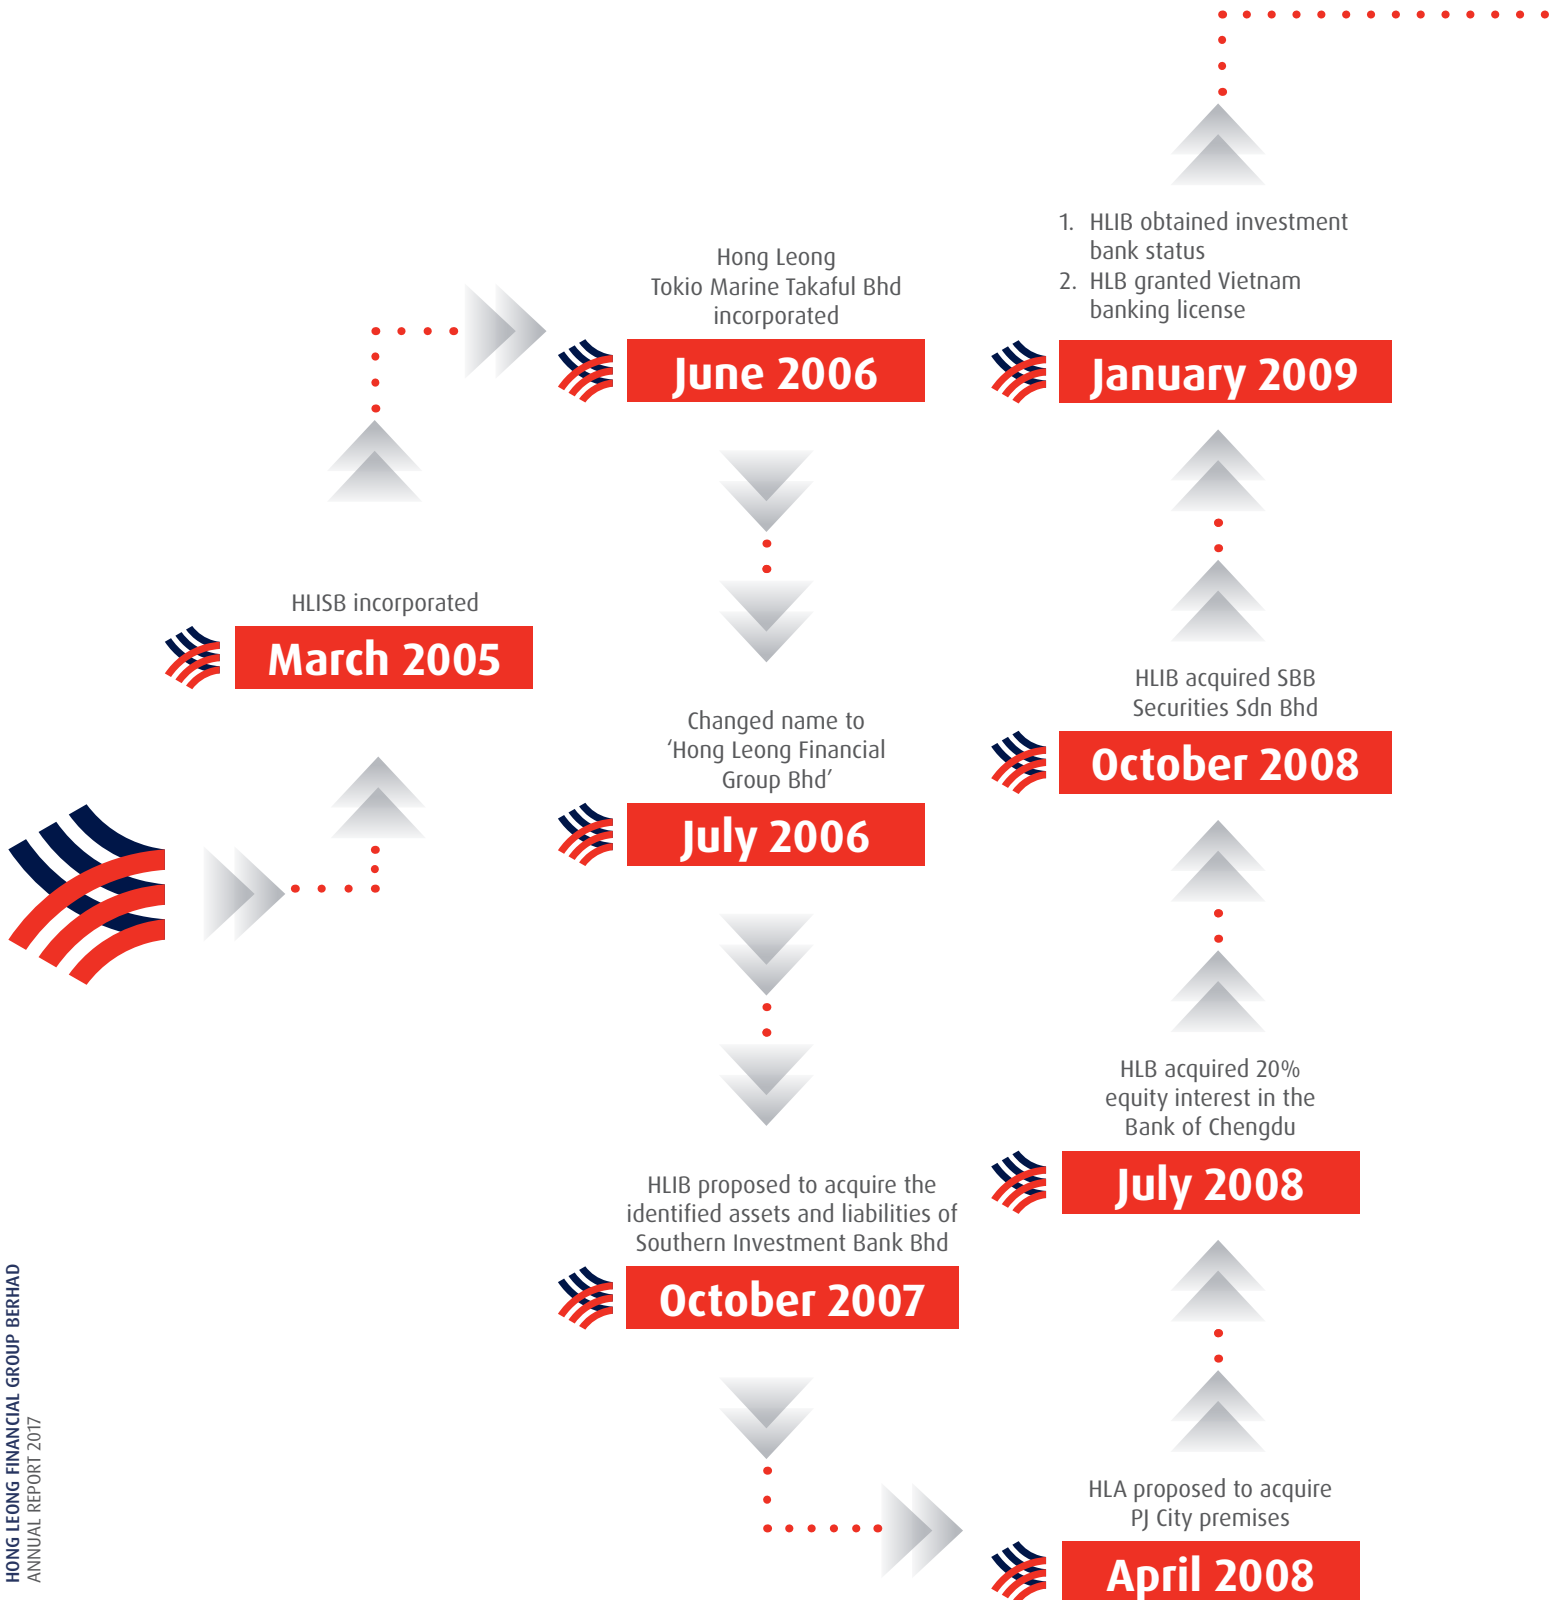 HLISB incorporated
March 2005
Hong Leong
Tokio Marine Takaful Bhd
incorporated
June 2006
Changed name to
‘Hong Leong Financial
Group Bhd’
July 2006
HLIB proposed to acquire the
identified assets and liabilities of
Southern Investment Bank Bhd
October 2007
HLA proposed to acquire
PJ City premises
April 2008
HLB acquired 20%
equity interest in the
Bank of Chengdu
July 2008
HLIB acquired SBB
Securities Sdn Bhd
October 2008
1. HLIB obtained investment
bank status
2. HLB granted Vietnam
banking license
January 2009
HONG LEONG FINANCIAL GROUP BERHAD
ANNUAL REPORT 2017